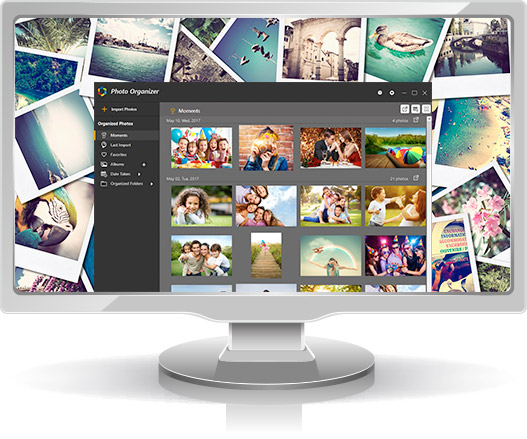 Photo Organizer
Import Photos
Organized Photos
Moments
Last Import
Favorites
Albums
Date Taken
Organized Folders
Moments
May 10, Wed, 2017
4 photos
May 02, Tue, 2017
21 photos